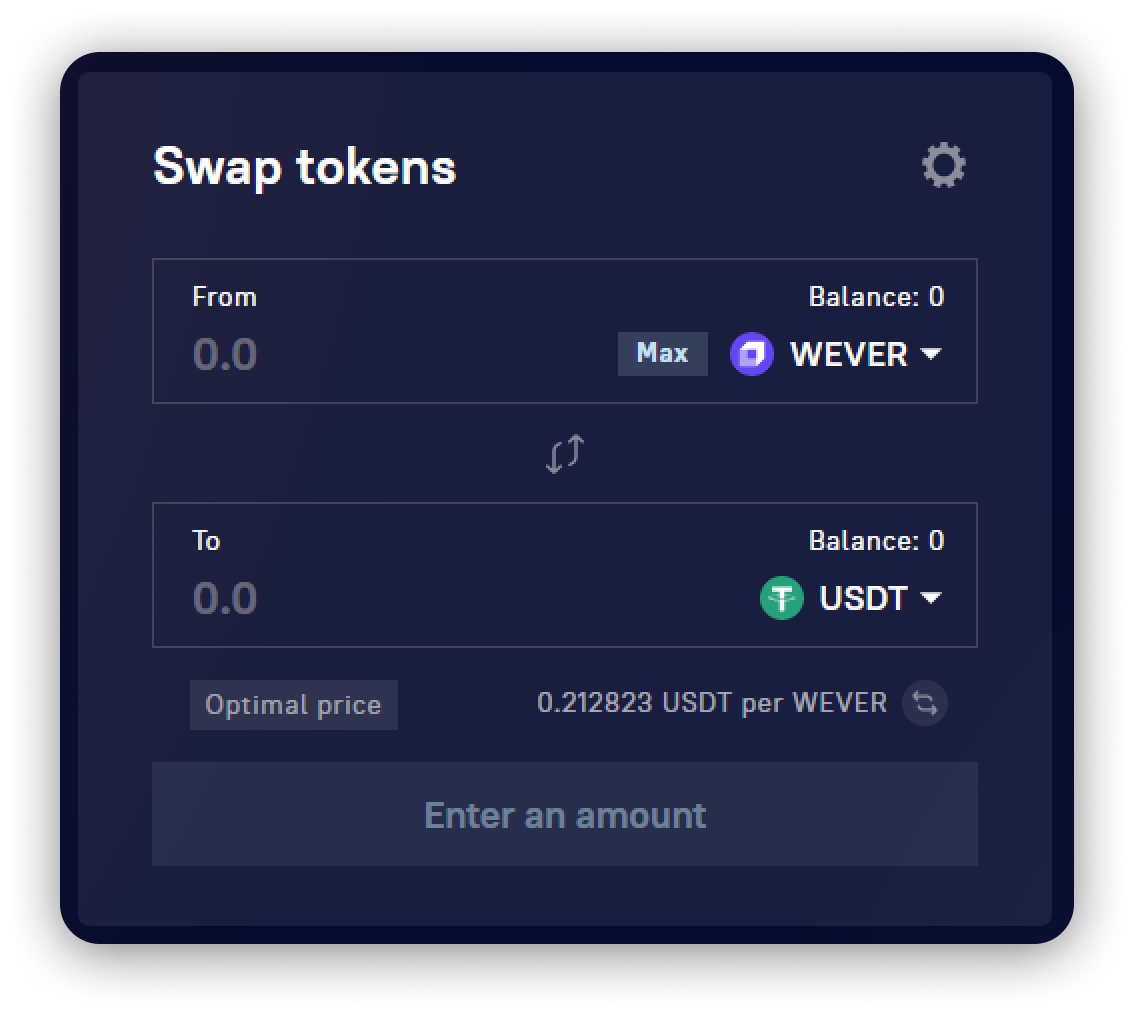 Swap tokens
From
Balance: 0
0.0
Max
WEVER
To
Balance: 0
0.0
USDT
Optimal price
0.212823 USDT per WEVER
Enter an amount